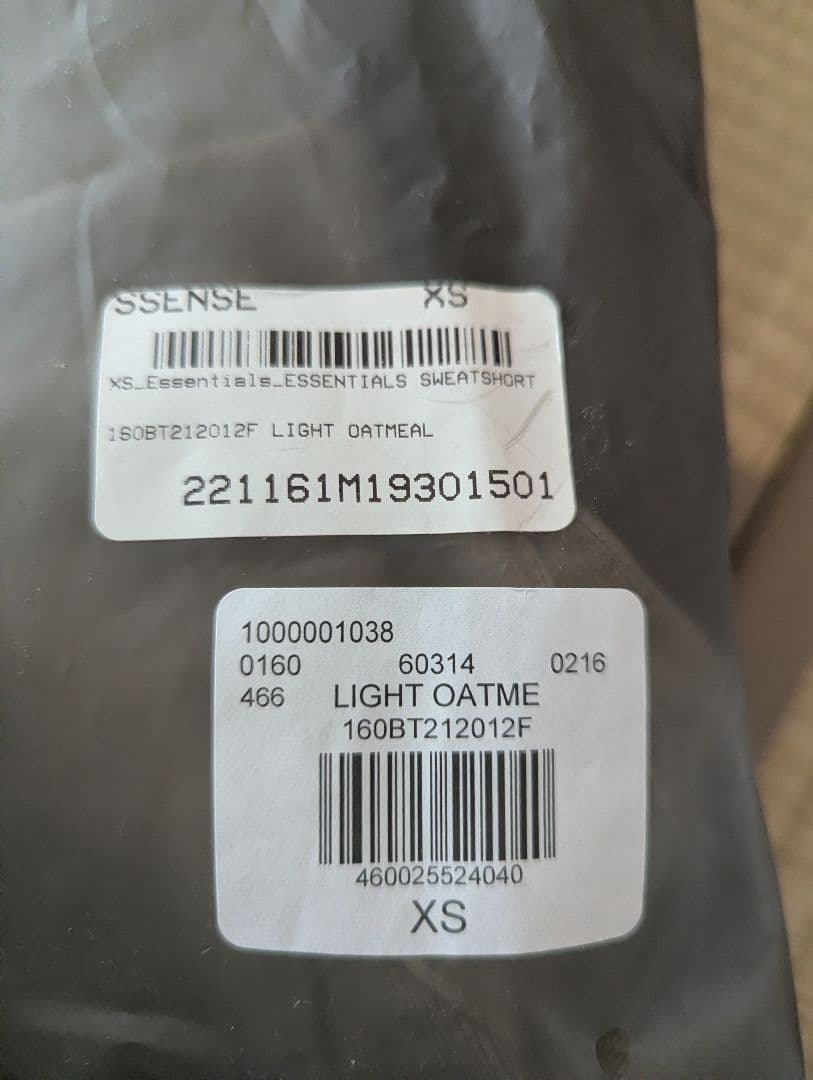 SSENSE XS
XS_Essentials_ESSENTIALS SWEATSHORT
160BT212012F LIGHT OATMEAL
221161M19301501
1000001038
0160 60314 0216
466 LIGHT OATME
160BT212012F
460025524040
XS